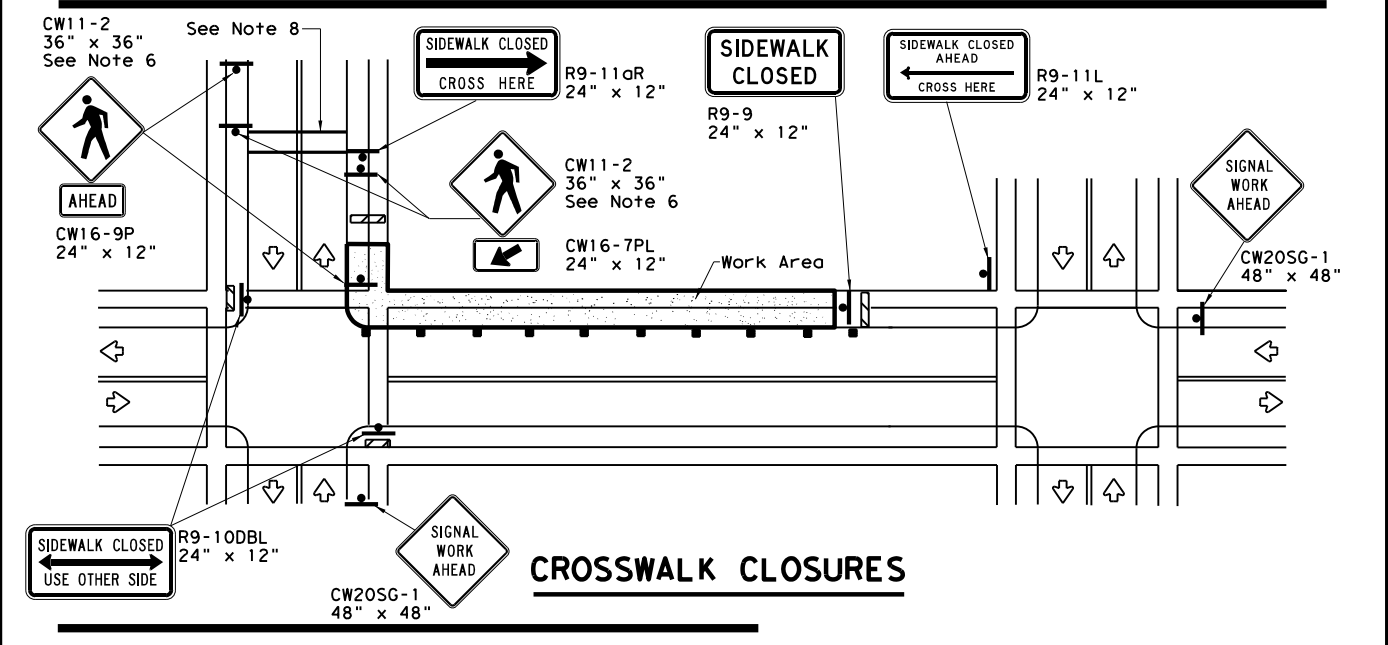 CW11-2
36" x 36"
See Note 6
See Note 8
SIDEWALK CLOSED
CROSS HERE
R9-11aR
24" x 12"
SIDEWALK
CLOSED
R9-9
24" x 12"
SIDEWALK CLOSED
AHEAD
CROSS HERE
R9-11L
24" x 12"
AHEAD
CW16-9P
24" x 12"
CW11-2
36" x 36"
See Note 6
CW16-7PL
24" x 12"
Work Area
SIGNAL
WORK
AHEAD
CW20SG-1
48" x 48"
SIDEWALK CLOSED
USE OTHER SIDE
R9-10DBL
24" x 12"
SIGNAL
WORK
AHEAD
CW20SG-1
48" x 48"
CROSSWALK CLOSURES